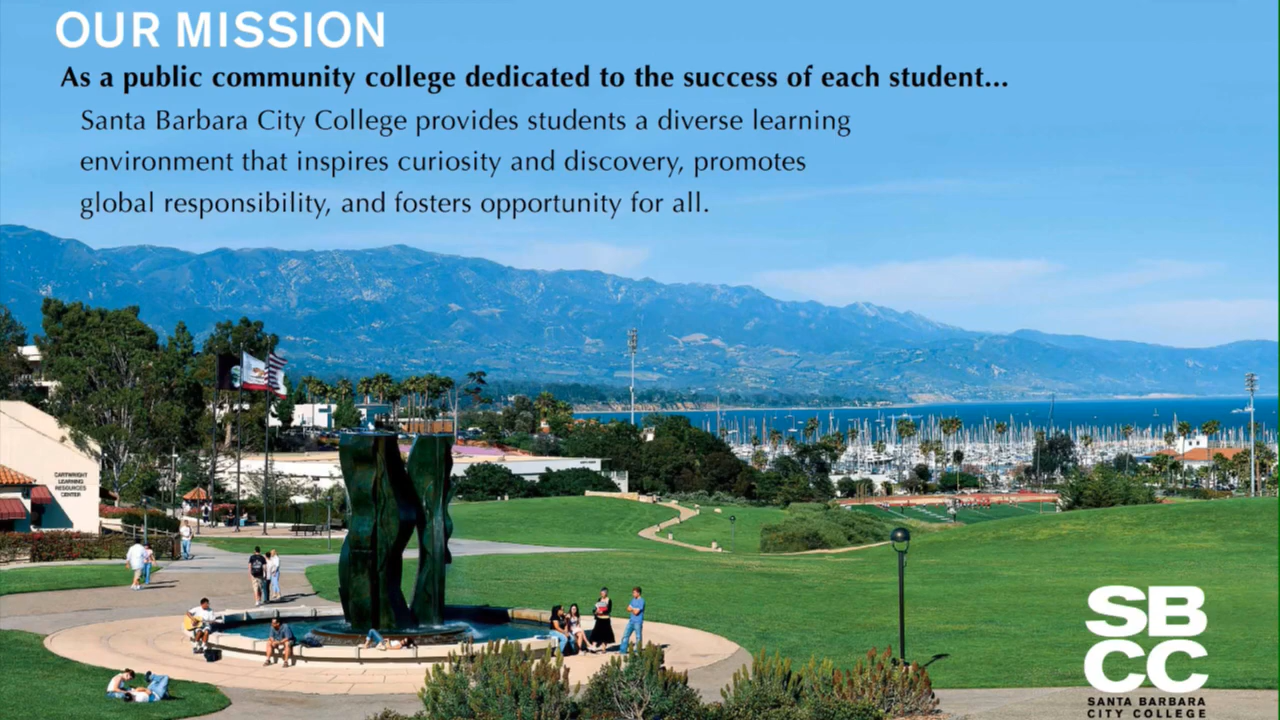 OUR MISSION
As a public community college dedicated to the success of each student...
Santa Barbara City College provides students a diverse learning
environment that inspires curiosity and discovery, promotes
global responsibility, and fosters opportunity for all.
CARTWRIGHT
LEARNING
RESOURCES
CENTER
SB
CC
SANTA BARBARA
CITY COLLEGE